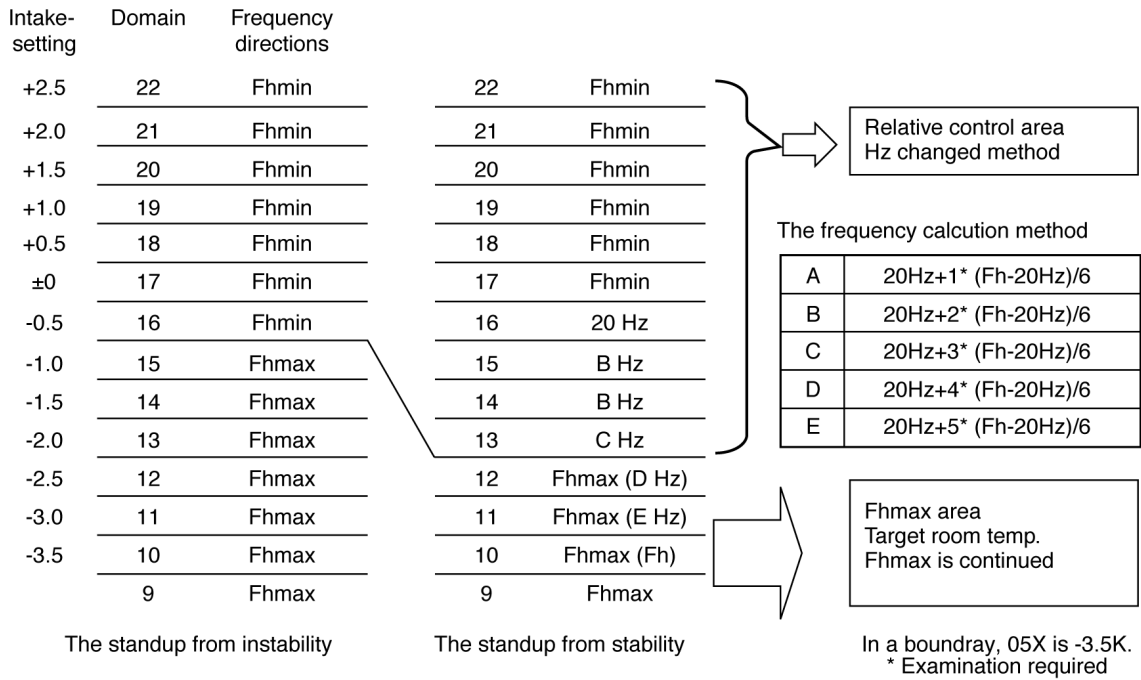 Intake-
setting
Domain
Frequency
directions
+2.5 22 Fhmin 22 Fhmin
+2.0 21 Fhmin 21 Fhmin
+1.5 20 Fhmin 20 Fhmin
+1.0 19 Fhmin 19 Fhmin
+0.5 18 Fhmin 18 Fhmin
±0 17 Fhmin 17 Fhmin
-0.5 16 Fhmin 16 20 Hz
-1.0 15 Fhmax 15 B Hz
-1.5 14 Fhmax 14 B Hz
-2.0 13 Fhmax 13 C Hz
-2.5 12 Fhmax 12 Fhmax (D Hz)
-3.0 11 Fhmax 11 Fhmax (E Hz)
-3.5 10 Fhmax 10 Fhmax (Fh)
9 Fhmax 9 Fhmax
The standup from instability
The standup from stability
Relative control area
Hz changed method
The frequency calcution method
A 20Hz+1* (Fh-20Hz)/6
B 20Hz+2* (Fh-20Hz)/6
C 20Hz+3* (Fh-20Hz)/6
D 20Hz+4* (Fh-20Hz)/6
E 20Hz+5* (Fh-20Hz)/6
Fhmax area
Target room temp.
Fhmax is continued
In a boundray, 05X is -3.5K.
* Examination required